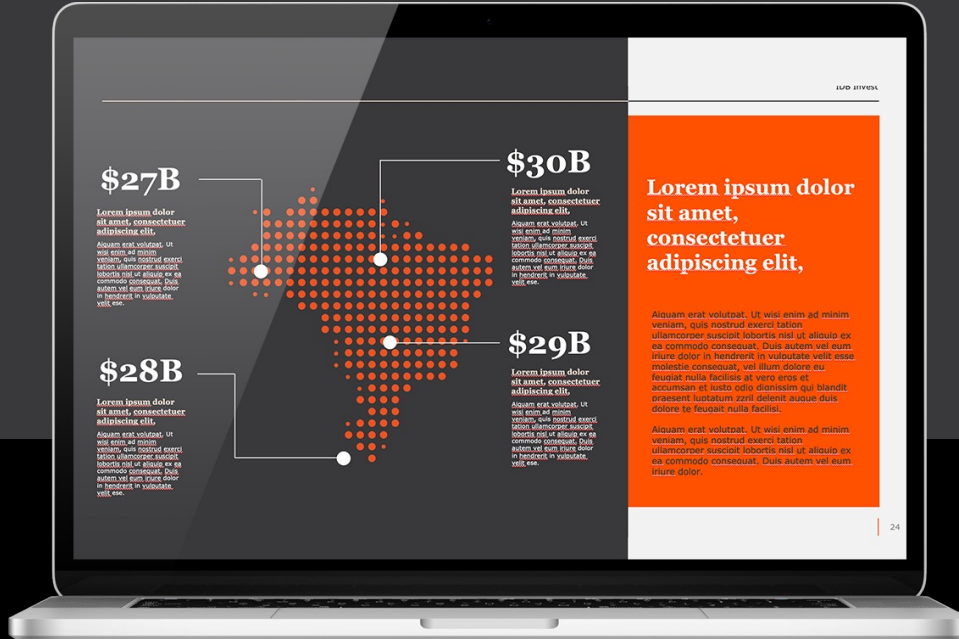 IDB Invest
$27B
Lorem ipsum dolor
sit amet, consectetuer
adipiscing elit,
Aiquam erat volutpat. Ut
wisi enim ad minim
veniam, quis nostrud exerci
tation ullamcorper suscipit
lobortis nisl ut aliquip ex ea
commodo consequat. Duis
autem vel eum iriure dolor
in hendrerit in vulputate
velit ese.
$28B
Lorem ipsum dolor
sit amet, consectetuer
adipiscing elit,
Aiquam erat volutpat. Ut
wisi enim ad minim
veniam, quis nostrud exerci
tation ullamcorper suscipit
lobortis nisl ut aliquip ex ea
commodo consequat. Duis
autem vel eum iriure dolor
in hendrerit in vulputate
velit ese.
$30B
Lorem ipsum dolor
sit amet, consectetuer
adipiscing elit,
Aiquam erat volutpat. Ut
wisi enim ad minim
veniam, quis nostrud exerci
tation ullamcorper suscipit
lobortis nisl ut aliquip ex ea
commodo consequat. Duis
autem vel eum iriure dolor
in hendrerit in vulputate
velit ese.
$29B
Lorem ipsum dolor
sit amet, consectetuer
adipiscing elit,
Aiquam erat volutpat. Ut
wisi enim ad minim
veniam, quis nostrud exerci
tation ullamcorper suscipit
lobortis nisl ut aliquip ex ea
commodo consequat. Duis
autem vel eum iriure dolor
in hendrerit in vulputate
velit ese.
Lorem ipsum dolor
sit amet,
consectetuer
adipiscing elit,
Aiquam erat volutpat. Ut wisi enim ad minim
veniam, quis nostrud exerci tation
ullamcorper suscipit lobortis nisl ut aliquip ex
ea commodo consequat. Duis autem vel eum
iriure dolor in hendrerit in vulputate velit esse
molestie consequat, vel illum dolore eu
feugiat nulla facilisis at vero eros et
accumsan et iusto odio dignissim qui blandit
praesent luptatum zzril delenit augue duis
dolore te feugait nulla facilisi.
Aiquam erat volutpat. Ut wisi enim ad minim
veniam, quis nostrud exerci tation
ullamcorper suscipit lobortis nisl ut aliquip ex
ea commodo consequat. Duis autem vel eum
iriure dolor.
24